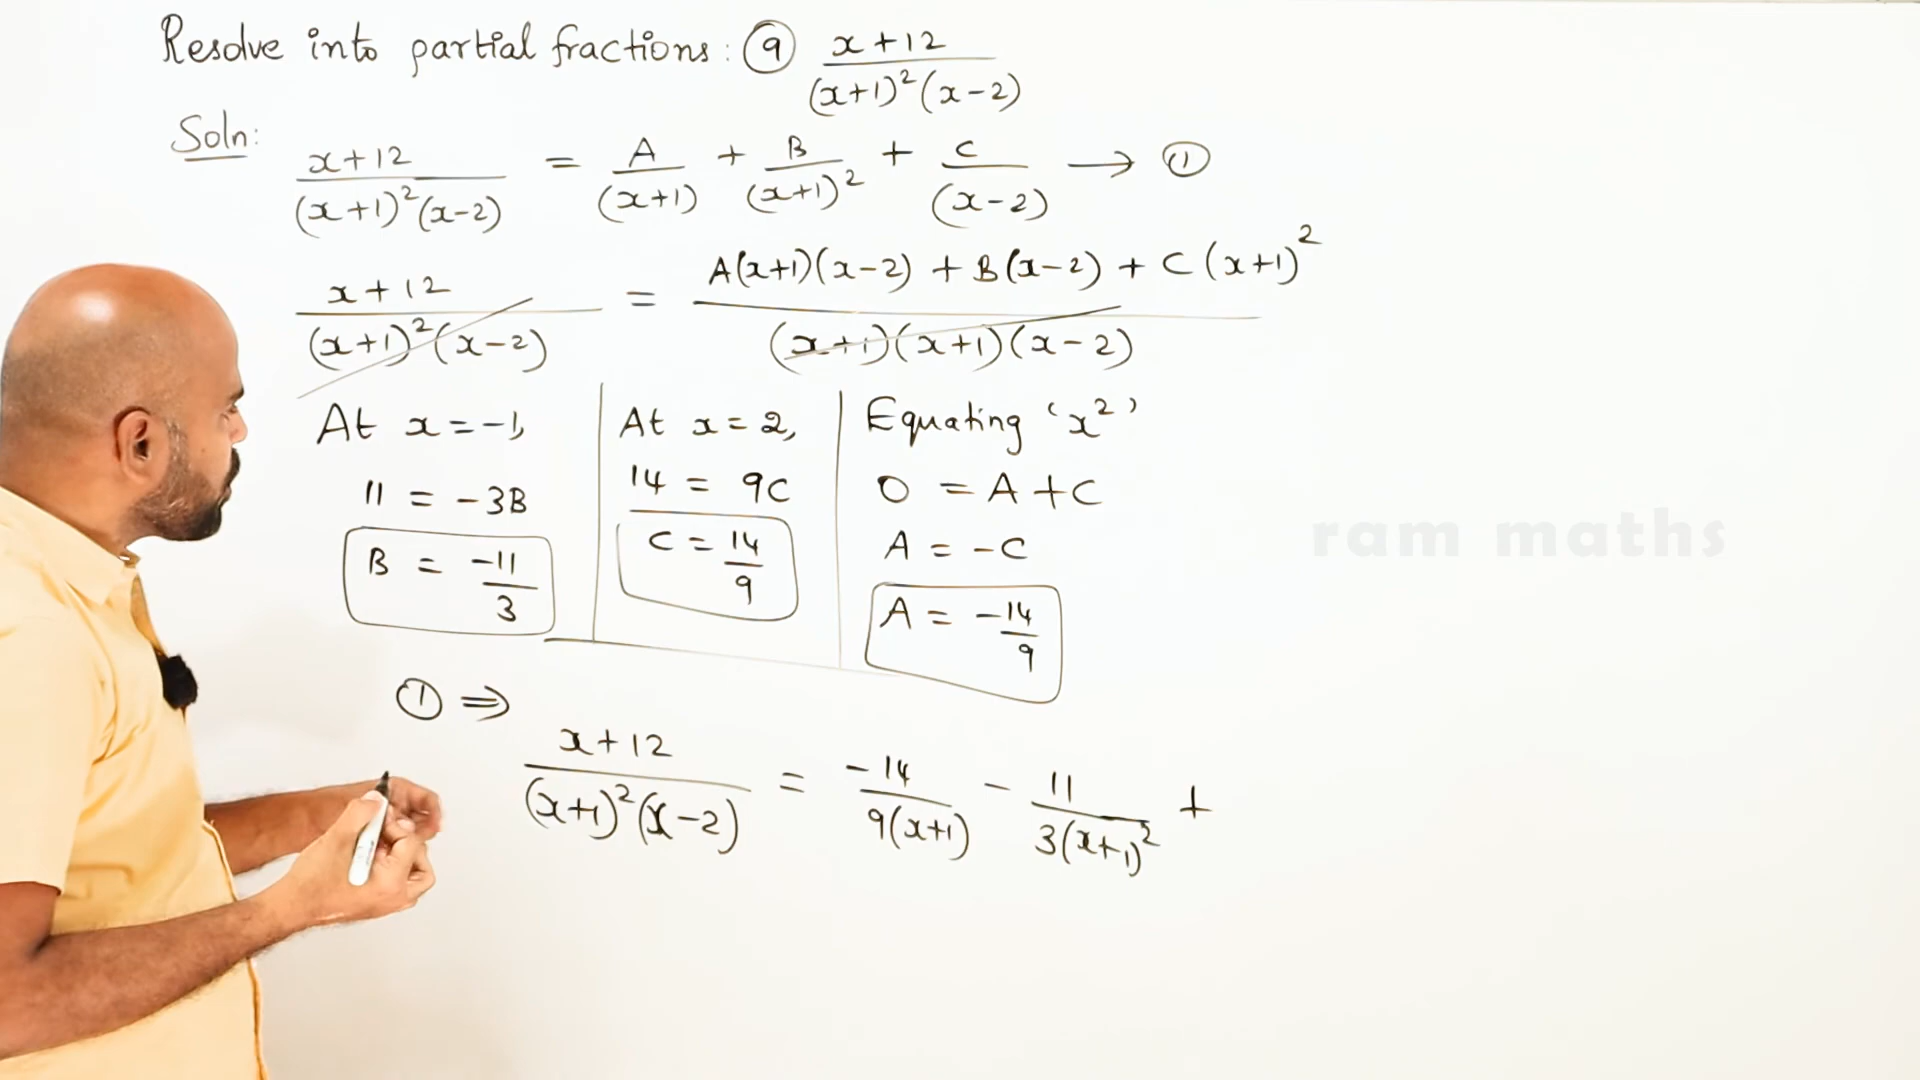 Resolve into partial fractions: ⑨ x+12 / (x+1)²(x-2)
Soln:
x+12 / (x+1)²(x-2) = A / (x+1) + B / (x+1)² + C / (x-2) → ①
x+12 / (x+1)²(x-2) = A(x+1)(x-2) + B(x-2) + C(x+1)² / (x+1)(x+1)(x-2)
At x=-1,
11 = -3B
B = -11/3
At x=2,
14 = 9C
C = 14/9
Equating 'x²'
0 = A+C
A = -C
A = -14/9
① ⇒
x+12 / (x+1)²(x-2) = -14 / 9(x+1) - 11 / 3(x+1)² +
ram maths